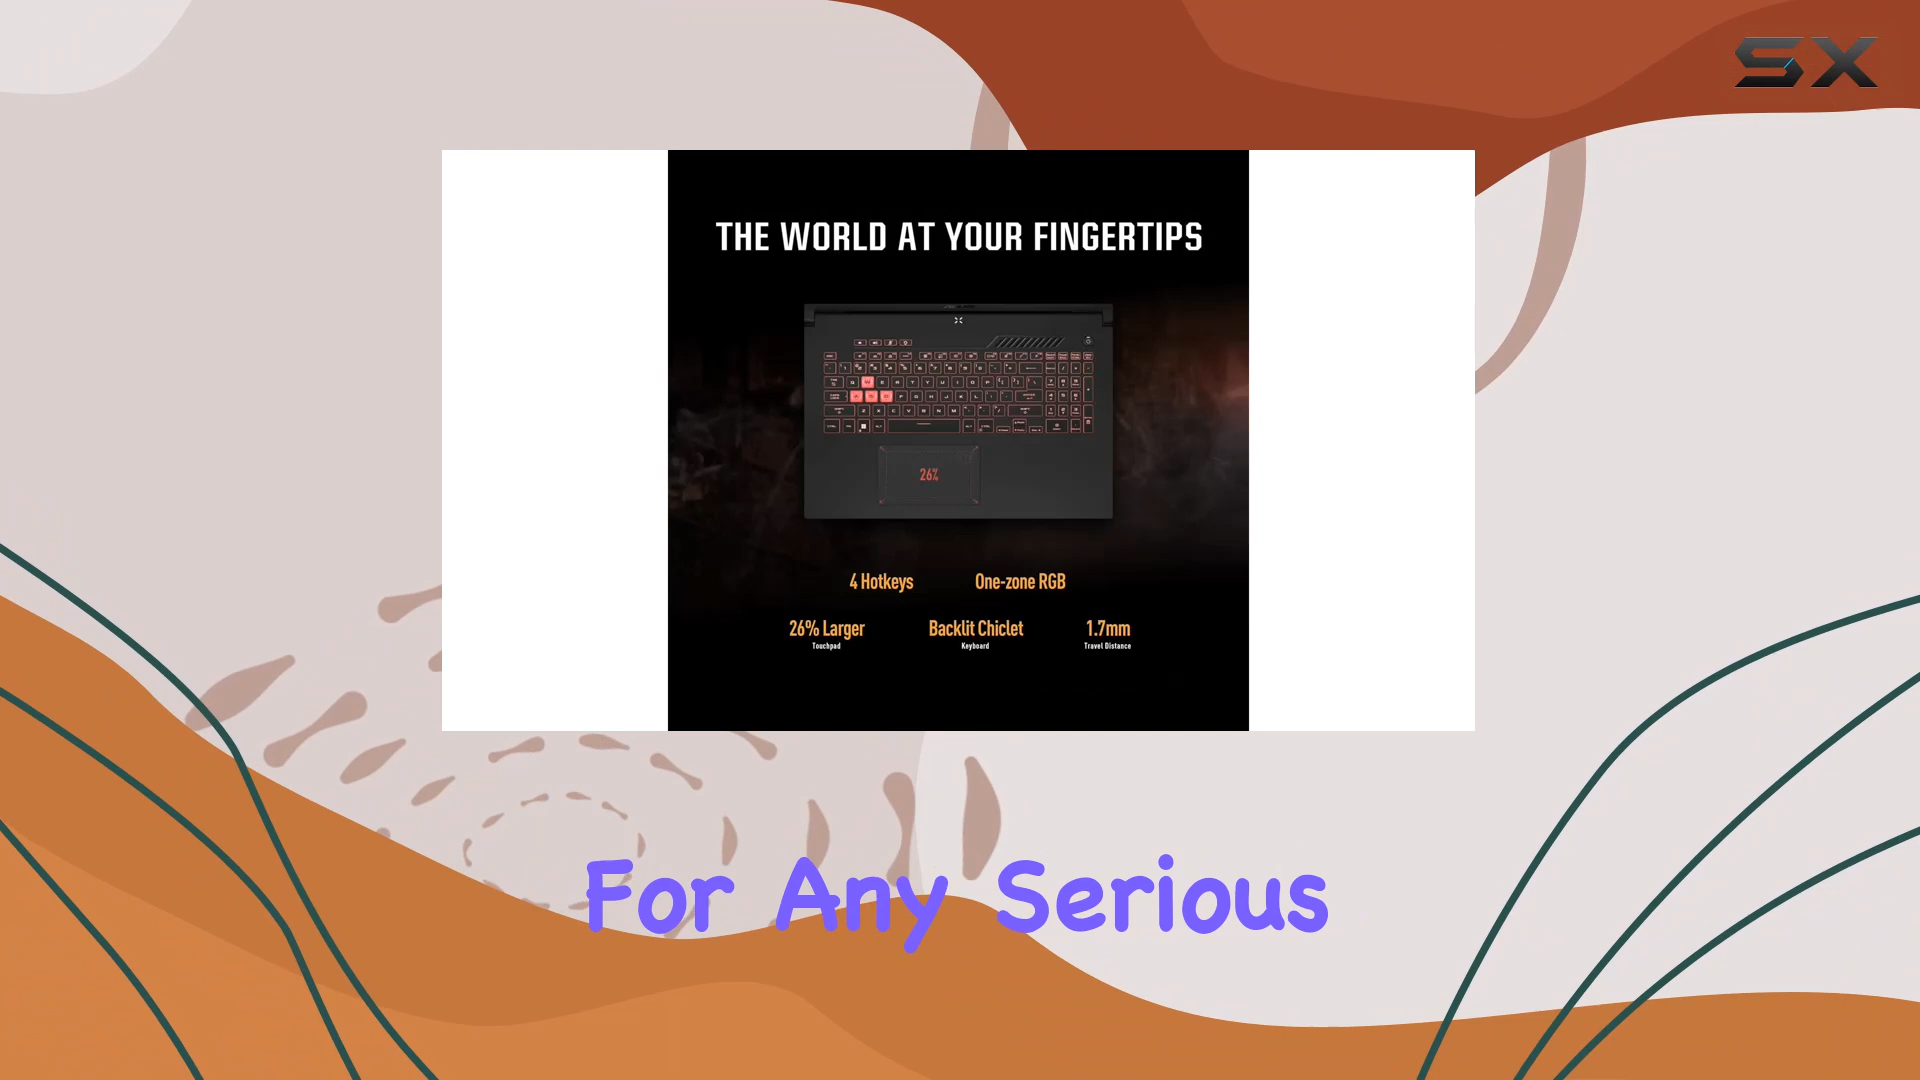 SX
THE WORLD AT YOUR FINGERTIPS
26%
4 Hotkeys One-zone RGB
26% Larger Backlit Chiclet 1.7mm
Touchpad Keyboard Travel Distance
For Any Serious